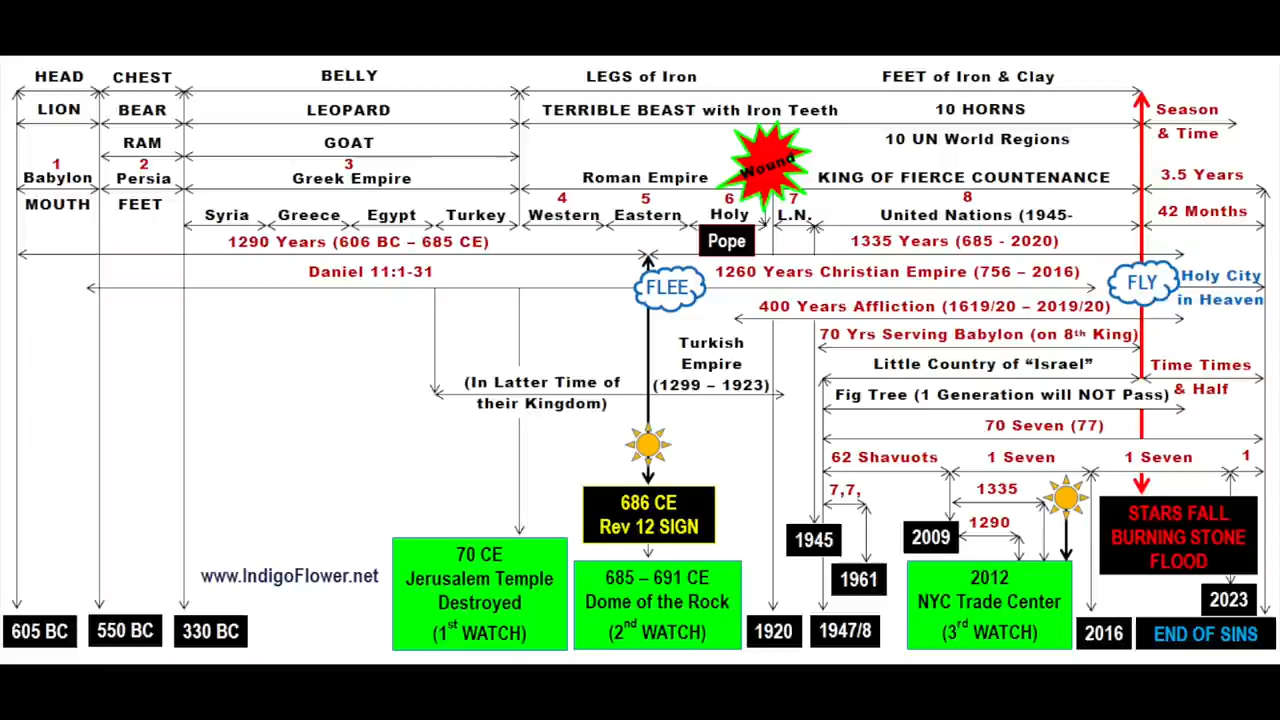 HEAD
CHEST
BELLY
LEGS of Iron
FEET of Iron & Clay
LION
BEAR
LEOPARD
TERRIBLE BEAST with Iron Teeth
10 HORNS
Season
& Time
RAM
GOAT
10 UN World Regions
Wound
1
2
3
Babylon
Persia
Greek Empire
Roman Empire
KING OF FIERCE COUNTENANCE
3.5 Years
4
5
6
7
8
MOUTH
FEET
Syria
Greece
Egypt
Turkey
Western
Eastern
Holy
L.N.
United Nations (1945-
42 Months
1290 Years (606 BC – 685 CE)
Pope
1335 Years (685 - 2020)
Daniel 11:1-31
FLEE
1260 Years Christian Empire (756 – 2016)
FLY
Holy City
in Heaven
400 Years Affliction (1619/20 – 2019/20)
70 Yrs Serving Babylon (on 8th King)
Turkish
Empire
(1299 – 1923)
Little Country of “Israel”
Time Times
& Half
(In Latter Time of
their Kingdom)
Fig Tree (1 Generation will NOT Pass)
70 Seven (77)
62 Shavuots
1 Seven
1 Seven
1
7,7,
1335
1290
686 CE
Rev 12 SIGN
STARS FALL
BURNING STONE
FLOOD
1945
2009
1961
2023
www.IndigoFlower.net
70 CE
Jerusalem Temple
Destroyed
(1st WATCH)
685 – 691 CE
Dome of the Rock
(2nd WATCH)
2012
NYC Trade Center
(3rd WATCH)
605 BC
550 BC
330 BC
1920
1947/8
2016
END OF SINS